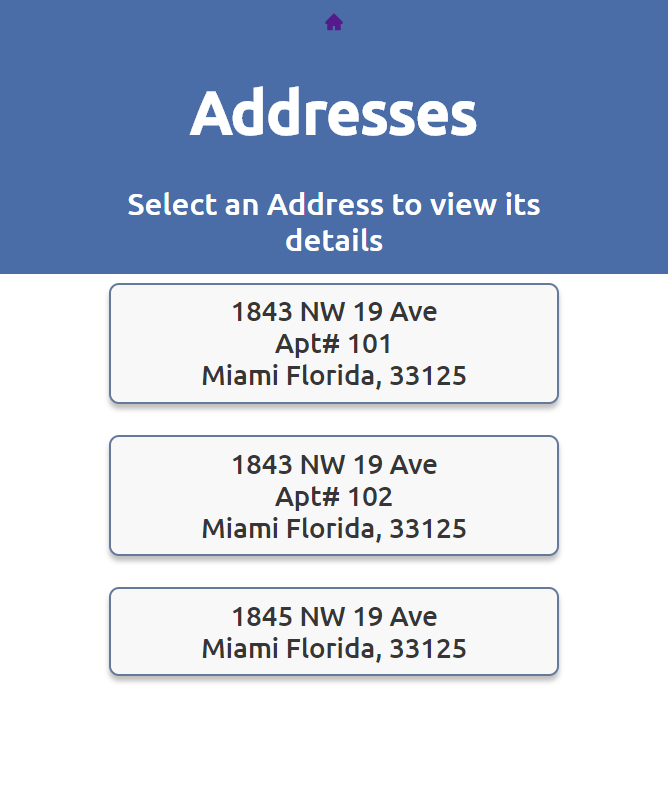 Addresses
Select an Address to view its
details
1843 NW 19 Ave
Apt# 101
Miami Florida, 33125
1843 NW 19 Ave
Apt# 102
Miami Florida, 33125
1845 NW 19 Ave
Miami Florida, 33125